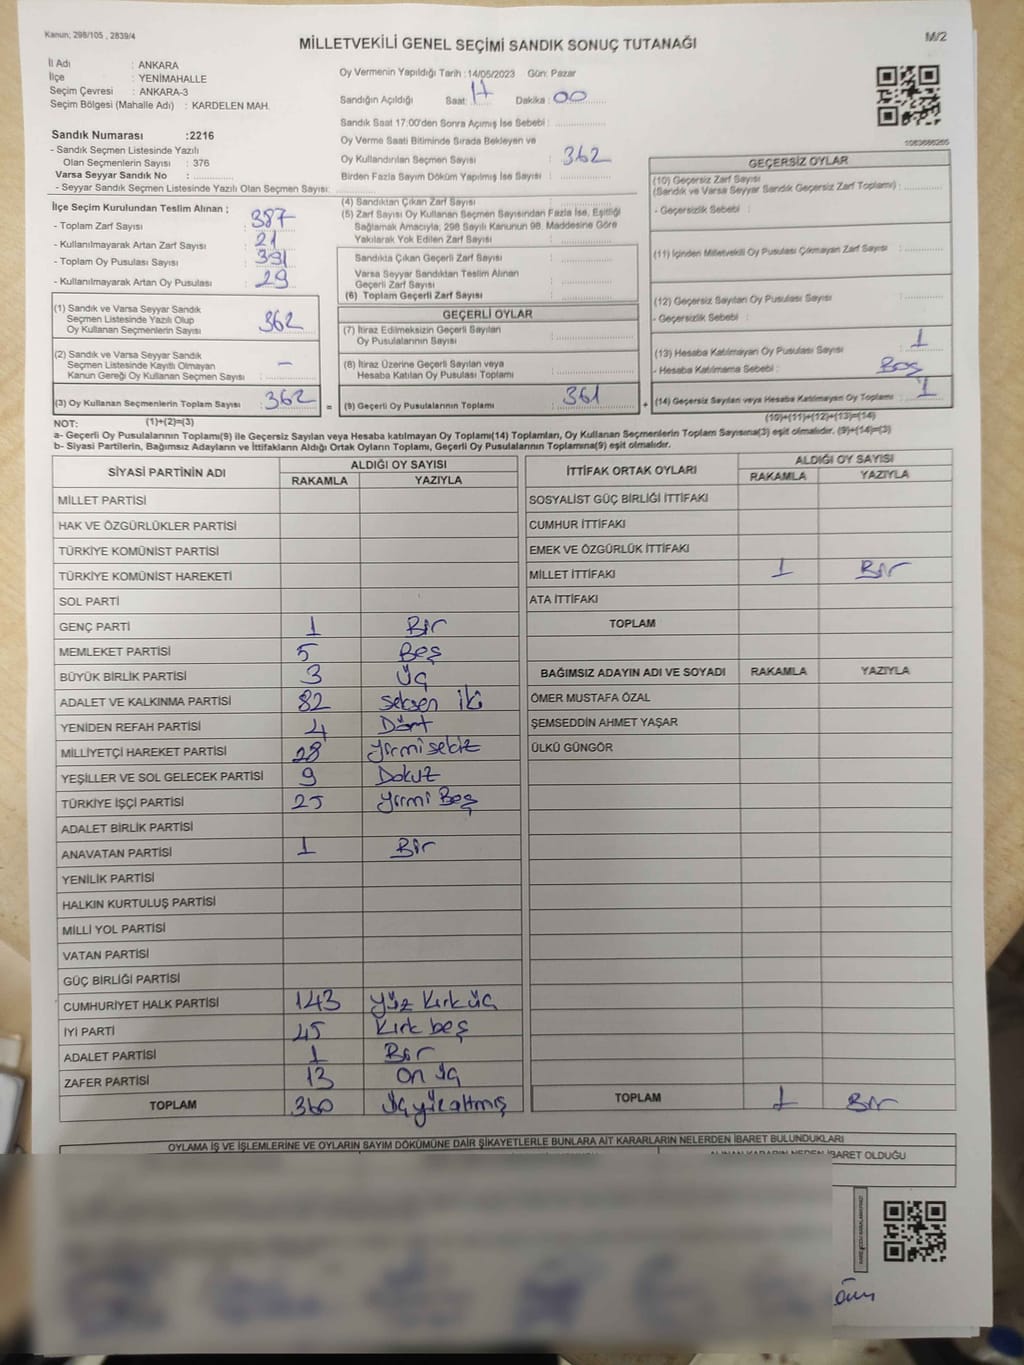 Kanun; 298/105 , 2839/4
M/2
MİLLETVEKİLİ GENEL SEÇİMİ SANDIK SONUÇ TUTANAĞI
İl Adı : ANKARA
İlçe : YENİMAHALLE
Seçim Çevresi : ANKARA-3
Seçim Bölgesi (Mahalle Adı) : KARDELEN MAH.
Sandık Numarası :2216
- Sandık Seçmen Listesinde Yazılı
Olan Seçmenlerin Sayısı : 376
Varsa Seyyar Sandık No :
- Seyyar Sandık Seçmen Listesinde Yazılı Olan Seçmen Sayısı:
Oy Vermenin Yapıldığı Tarih :14/05/2023 Gün: Pazar
Sandığın Açıldığı Saat: 17 Dakika : 00
Sandık Saat 17:00'den Sonra Açımış İse Sebebi :
Oy Verme Saati Bitiminde Sırada Bekleyen ve
Oy Kullandırılan Seçmen Sayısı : 362
Birden Fazla Sayım Döküm Yapılmış İse Sayısı :
1083686265
İlçe Seçim Kurulundan Teslim Alınan ;
- Toplam Zarf Sayısı : 387
- Kullanılmayarak Artan Zarf Sayısı : 21
- Toplam Oy Pusulası Sayısı : 391
- Kullanılmayarak Artan Oy Pusulası : 29
(1) Sandık ve Varsa Seyyar Sandık
Seçmen Listesinde Yazılı Olup
Oy Kullanan Seçmenlerin Sayısı : 362
(2) Sandık ve Varsa Seyyar Sandık
Seçmen Listesinde Kayıtlı Olmayan
Kanun Gereği Oy Kullanan Seçmen Sayısı : -
(3) Oy Kullanan Seçmenlerin Toplam Sayısı : 362 =
(4) Sandıktan Çıkan Zarf Sayısı :
(5) Zarf Sayısı Oy Kullanan Seçmen Sayısından Fazla İse, Eşitliği
Sağlamak Amacıyla, 298 Sayılı Kanunun 98. Maddesine Göre
Yakılarak Yok Edilen Zarf Sayısı :
Sandıkta Çıkan Geçerli Zarf Sayısı :
Varsa Seyyar Sandıktan Teslim Alınan
Geçerli Zarf Sayısı :
(6) Toplam Geçerli Zarf Sayısı :
GEÇERLİ OYLAR
(7) İtiraz Edilmeksizin Geçerli Sayılan
Oy Pusulalarının Sayısı :
(8) İtiraz Üzerine Geçerli Sayılan veya
Hesaba Katılan Oy Pusulası Toplamı :
(9) Geçerli Oy Pusulalarının Toplamı : 361 +
GEÇERSİZ OYLAR
(10) Geçersiz Zarf Sayısı
(Sandık ve Varsa Seyyar Sandık Geçersiz Zarf Toplamı) :
- Geçersizlik Sebebi :
(11) İçinden Milletvekili Oy Pusulası Çıkmayan Zarf Sayısı :
(12) Geçersiz Sayılan Oy Pusulası Sayısı :
- Geçersizlik Sebebi :
(13) Hesaba Katılmayan Oy Pusulası Sayısı : 1
- Hesaba Katılmama Sebebi : Boş
(14) Geçersiz Sayılan veya Hesaba Katılmayan Oy Toplamı : 1
NOT: (1)+(2)=(3) (10)+(11)+(12)+(13)=(14)
a- Geçerli Oy Pusulalarının Toplamı(9) ile Geçersiz Sayılan veya Hesaba katılmayan Oy Toplamı(14) Toplamları, Oy Kullanan Seçmenlerin Toplam Sayısına(3) eşit olmalıdır. (9)+(14)=(3)
b- Siyasi Partilerin, Bağımsız Adayların ve İttifakların Aldığı Ortak Oyların Toplamı, Geçerli Oy Pusulalarının Toplamına(9) eşit olmalıdır.
SİYASİ PARTİNİN ADI ALDIĞI OY SAYISI
RAKAMLA YAZIYLA
MİLLET PARTİSİ
HAK VE ÖZGÜRLÜKLER PARTİSİ
TÜRKİYE KOMÜNİST PARTİSİ
TÜRKİYE KOMÜNİST HAREKETİ
SOL PARTİ
GENÇ PARTİ 1 Bir
MEMLEKET PARTİSİ 5 Beş
BÜYÜK BİRLİK PARTİSİ 3 Üç
ADALET VE KALKINMA PARTİSİ 82 seksen iki
YENİDEN REFAH PARTİSİ 4 Dört
MİLLİYETÇİ HAREKET PARTİSİ 28 yirmi sekiz
YEŞİLLER VE SOL GELECEK PARTİSİ 9 Dokuz
TÜRKİYE İŞÇİ PARTİSİ 25 yirmi Beş
ADALET BİRLİK PARTİSİ
ANAVATAN PARTİSİ 1 Bir
YENİLİK PARTİSİ
HALKIN KURTULUŞ PARTİSİ
MİLLİ YOL PARTİSİ
VATAN PARTİSİ
GÜÇ BİRLİĞİ PARTİSİ
CUMHURİYET HALK PARTİSİ 143 yüz Kırk üç
İYİ PARTİ 45 Kırk beş
ADALET PARTİSİ 1 Bir
ZAFER PARTİSİ 13 On üç
TOPLAM 360 Üç yüz altmış
İTTİFAK ORTAK OYLARI ALDIĞI OY SAYISI
RAKAMLA YAZIYLA
SOSYALİST GÜÇ BİRLİĞİ İTTİFAKI
CUMHUR İTTİFAKI
EMEK VE ÖZGÜRLÜK İTTİFAKI
MİLLET İTTİFAKI 1 Bir
ATA İTTİFAKI
TOPLAM
BAĞIMSIZ ADAYIN ADI VE SOYADI RAKAMLA YAZIYLA
ÖMER MUSTAFA ÖZAL
ŞEMSEDDİN AHMET YAŞAR
ÜLKÜ GÜNGÖR
TOPLAM 1 Bir
OYLAMA İŞ VE İŞLEMLERİNE VE OYLARIN SAYIM DÖKÜMÜNE DAİR ŞİKAYETLERLE BUNLARA AİT KARARLARIN NELERDEN İBARET BULUNDUKLARI
ALINAN KARARIN NEDEN İBARET OLDUĞU